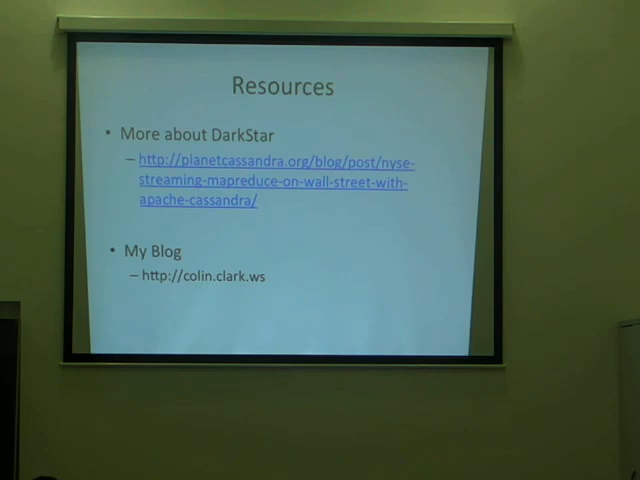 Resources
• More about DarkStar
– http://planetcassandra.org/blog/post/nyse-
streaming-mapreduce-on-wall-street-with-
apache-cassandra/
• My Blog
– http://colin.clark.ws